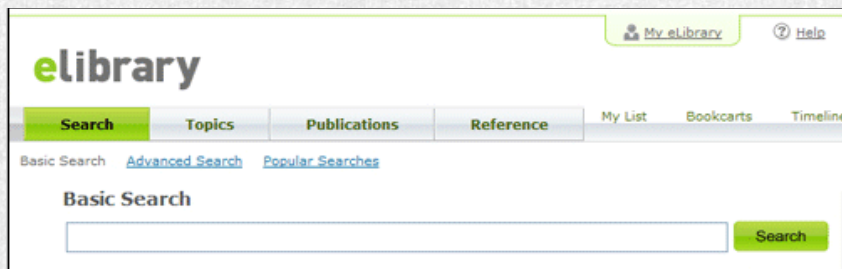 My eLibrary ? Help
elibrary
Search Topics Publications Reference My List Bookcarts Timeline
Basic Search Advanced Search Popular Searches
Basic Search
Search